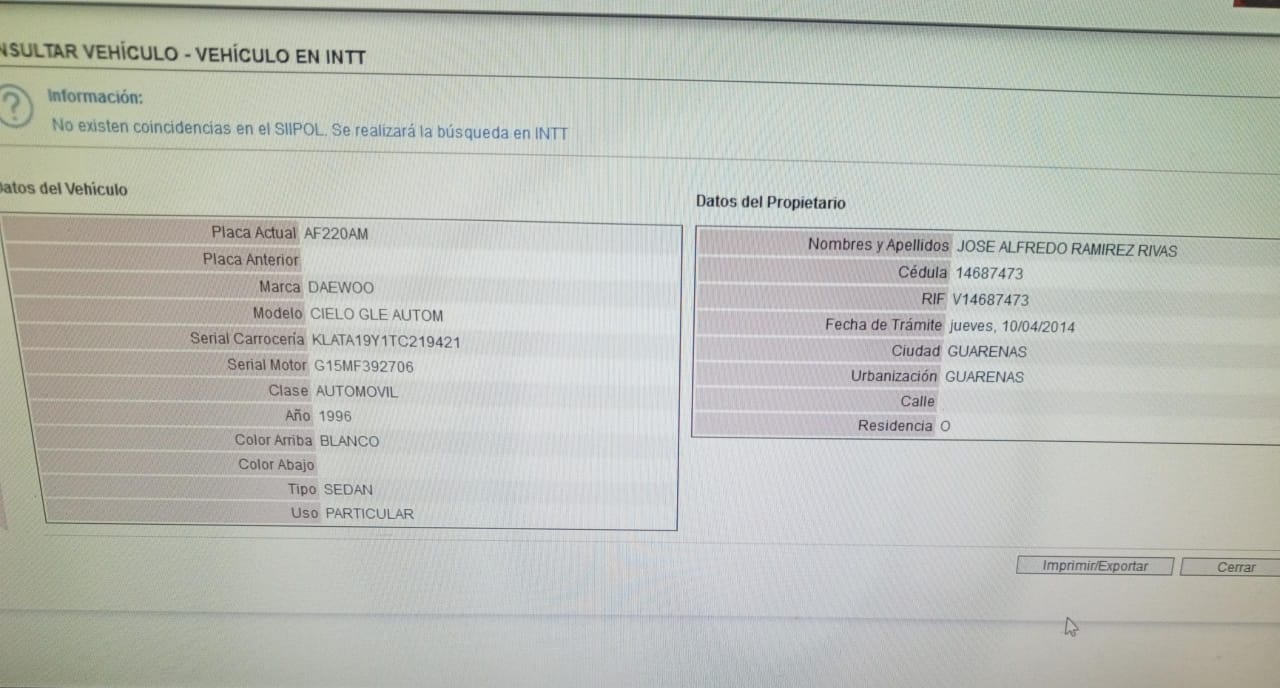 NSULTAR VEHÍCULO - VEHÍCULO EN INTT
Información:
No existen coincidencias en el SIIPOL. Se realizará la búsqueda en INTT
Datos del Vehículo
Placa Actual AF220AM
Placa Anterior
Marca DAEWOO
Modelo CIELO GLE AUTOM
Serial Carrocería KLATA19Y1TC219421
Serial Motor G15MF392706
Clase AUTOMOVIL
Año 1996
Color Arriba BLANCO
Color Abajo
Tipo SEDAN
Uso PARTICULAR
Datos del Propietario
Nombres y Apellidos JOSE ALFREDO RAMIREZ RIVAS
Cédula 14687473
RIF V14687473
Fecha de Trámite jueves, 10/04/2014
Ciudad GUARENAS
Urbanización GUARENAS
Calle
Residencia O
Imprimir/Exportar
Cerrar